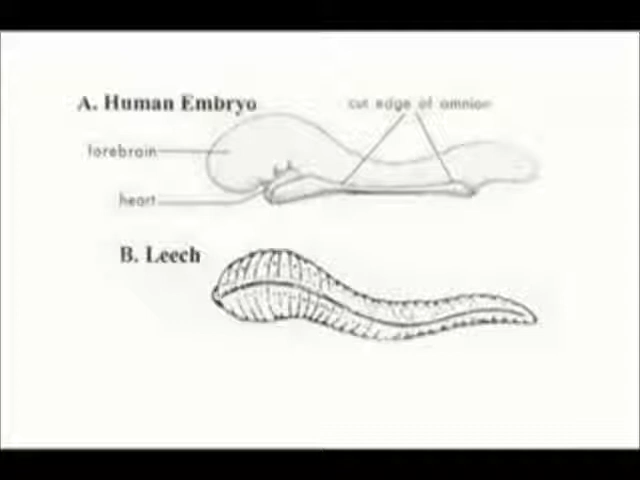 A. Human Embryo
cut edge of amnion
forebrain
heart
B. Leech